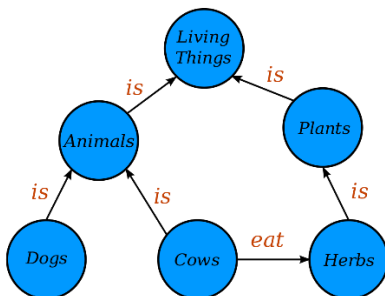 Living
Things
is
is
Animals
Plants
is
is
is
eat
Dogs
Cows
Herbs